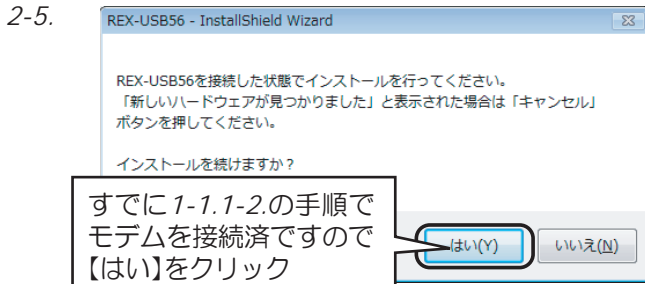 2-5.
REX-USB56 - InstallShield Wizard
REX-USB56を接続した状態でインストールを行ってください。
「新しいハードウェアが見つかりました」と表示された場合は「キャンセル」
ボタンを押してください。
インストールを続けますか?
すでに1-1.1-2.の手順で
モデムを接続済ですので
【はい】をクリック
はい(Y)
いいえ(N)